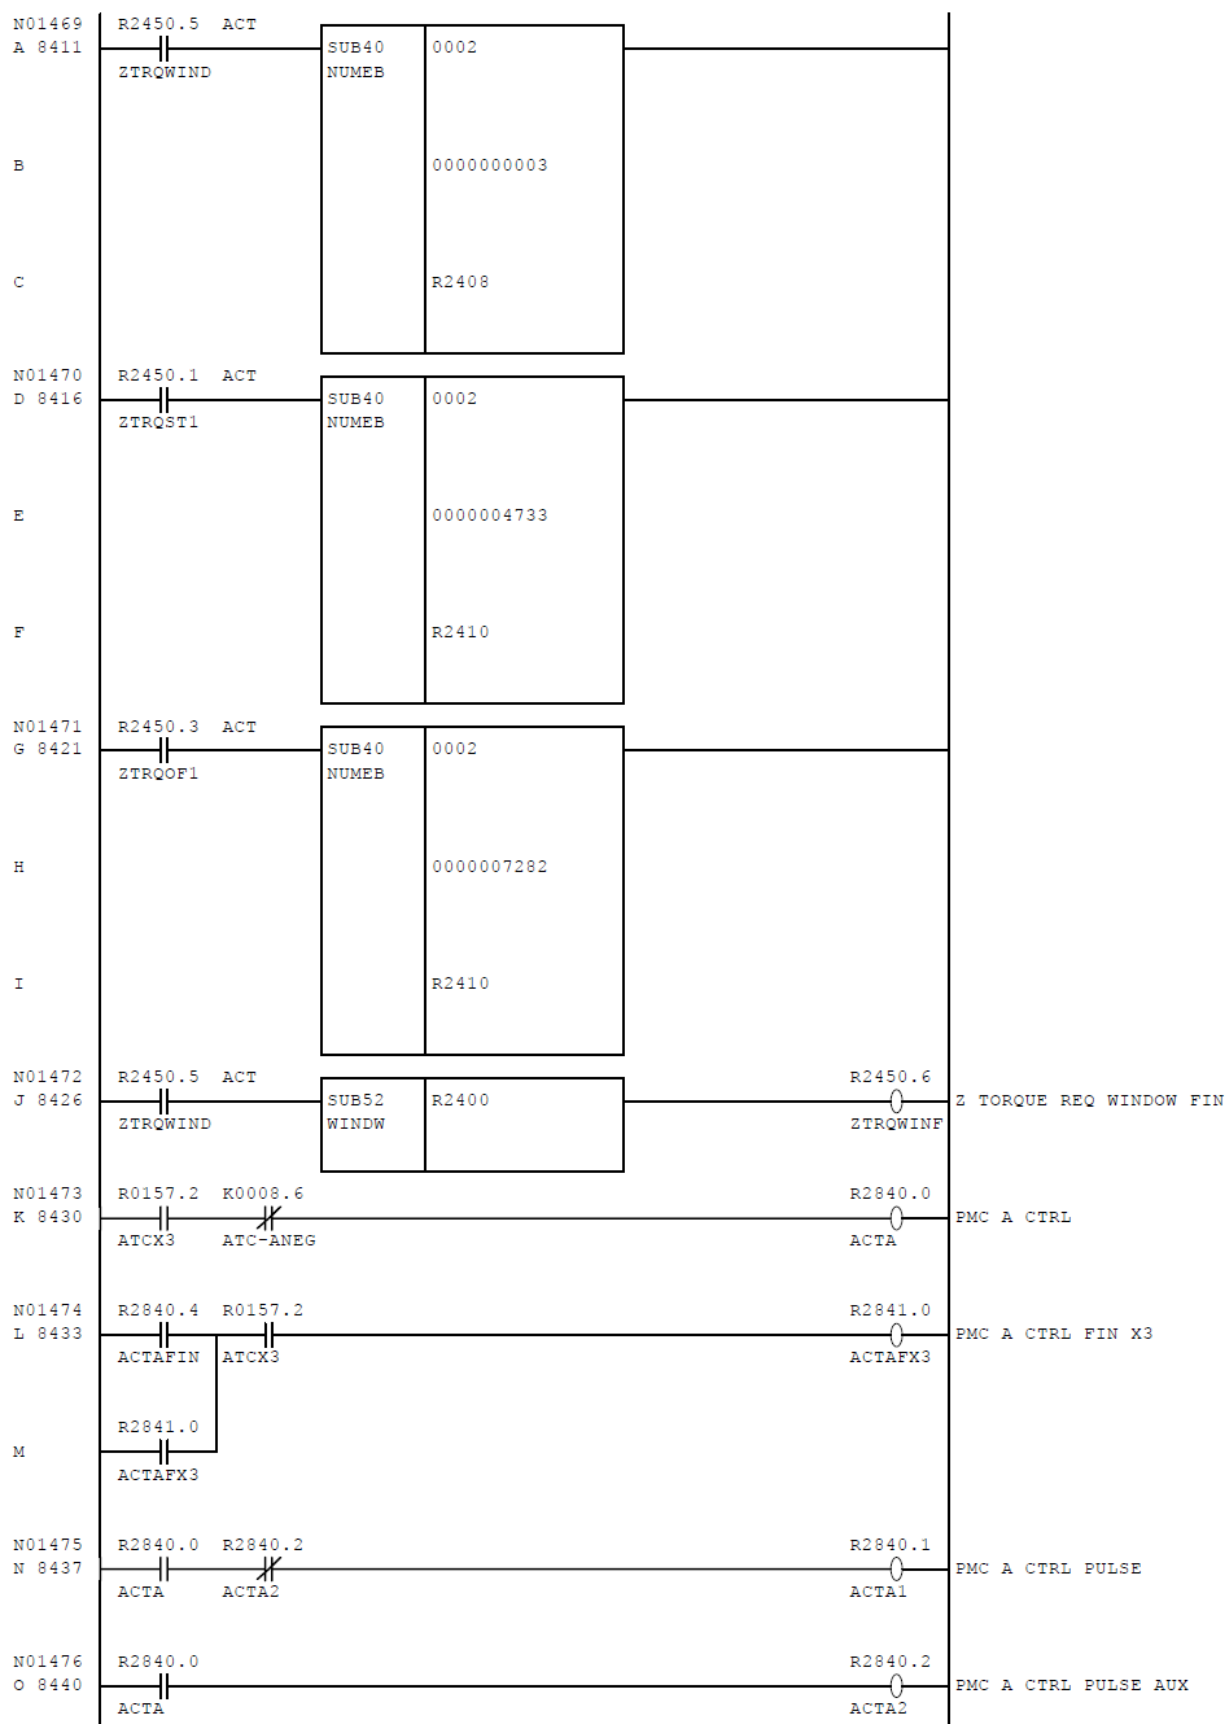 N01469 R2450.5 ACT
A 8411 SUB40 0002
ZTRQWIND NUMEB
B 0000000003
C R2408
N01470 R2450.1 ACT
D 8416 SUB40 0002
ZTRQST1 NUMEB
E 0000004733
F R2410
N01471 R2450.3 ACT
G 8421 SUB40 0002
ZTRQOF1 NUMEB
H 0000007282
I R2410
N01472 R2450.5 ACT R2450.6
J 8426 SUB52 R2400 Z TORQUE REQ WINDOW FIN
ZTRQWIND WINDW ZTRQWINF
N01473 R0157.2 K0008.6 R2840.0
K 8430 PMC A CTRL
ATCX3 ATC-ANEG ACTA
N01474 R2840.4 R0157.2 R2841.0
L 8433 PMC A CTRL FIN X3
ACTAFIN ATCX3 ACTAFX3
R2841.0
M
ACTAFX3
N01475 R2840.0 R2840.2 R2840.1
N 8437 PMC A CTRL PULSE
ACTA ACTA2 ACTA1
N01476 R2840.0 R2840.2
O 8440 PMC A CTRL PULSE AUX
ACTA ACTA2